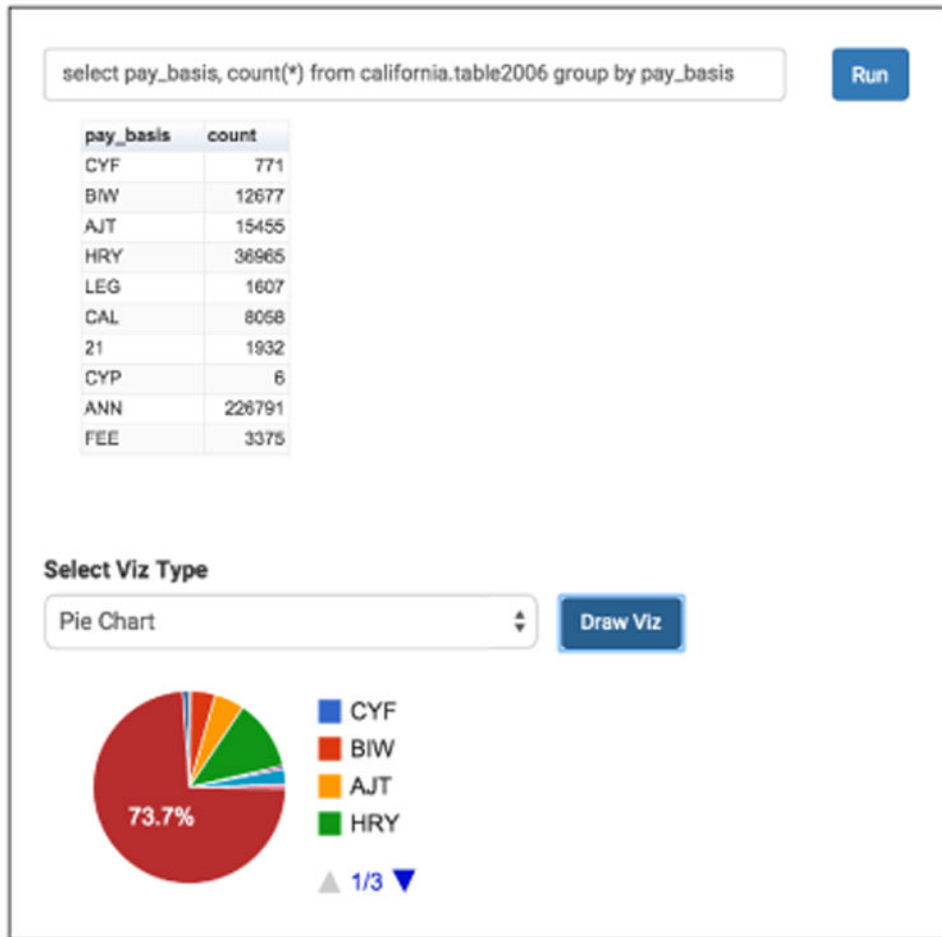 select pay_basis, count(*) from california.table2006 group by pay_basis
Run
pay_basis count
CYF 771
BIW 12677
AJT 15455
HRY 36965
LEG 1607
CAL 8058
21 1932
CYP 6
ANN 226791
FEE 3375
Select Viz Type
Pie Chart
Draw Viz
CYF
BIW
AJT
HRY
73.7%
1/3